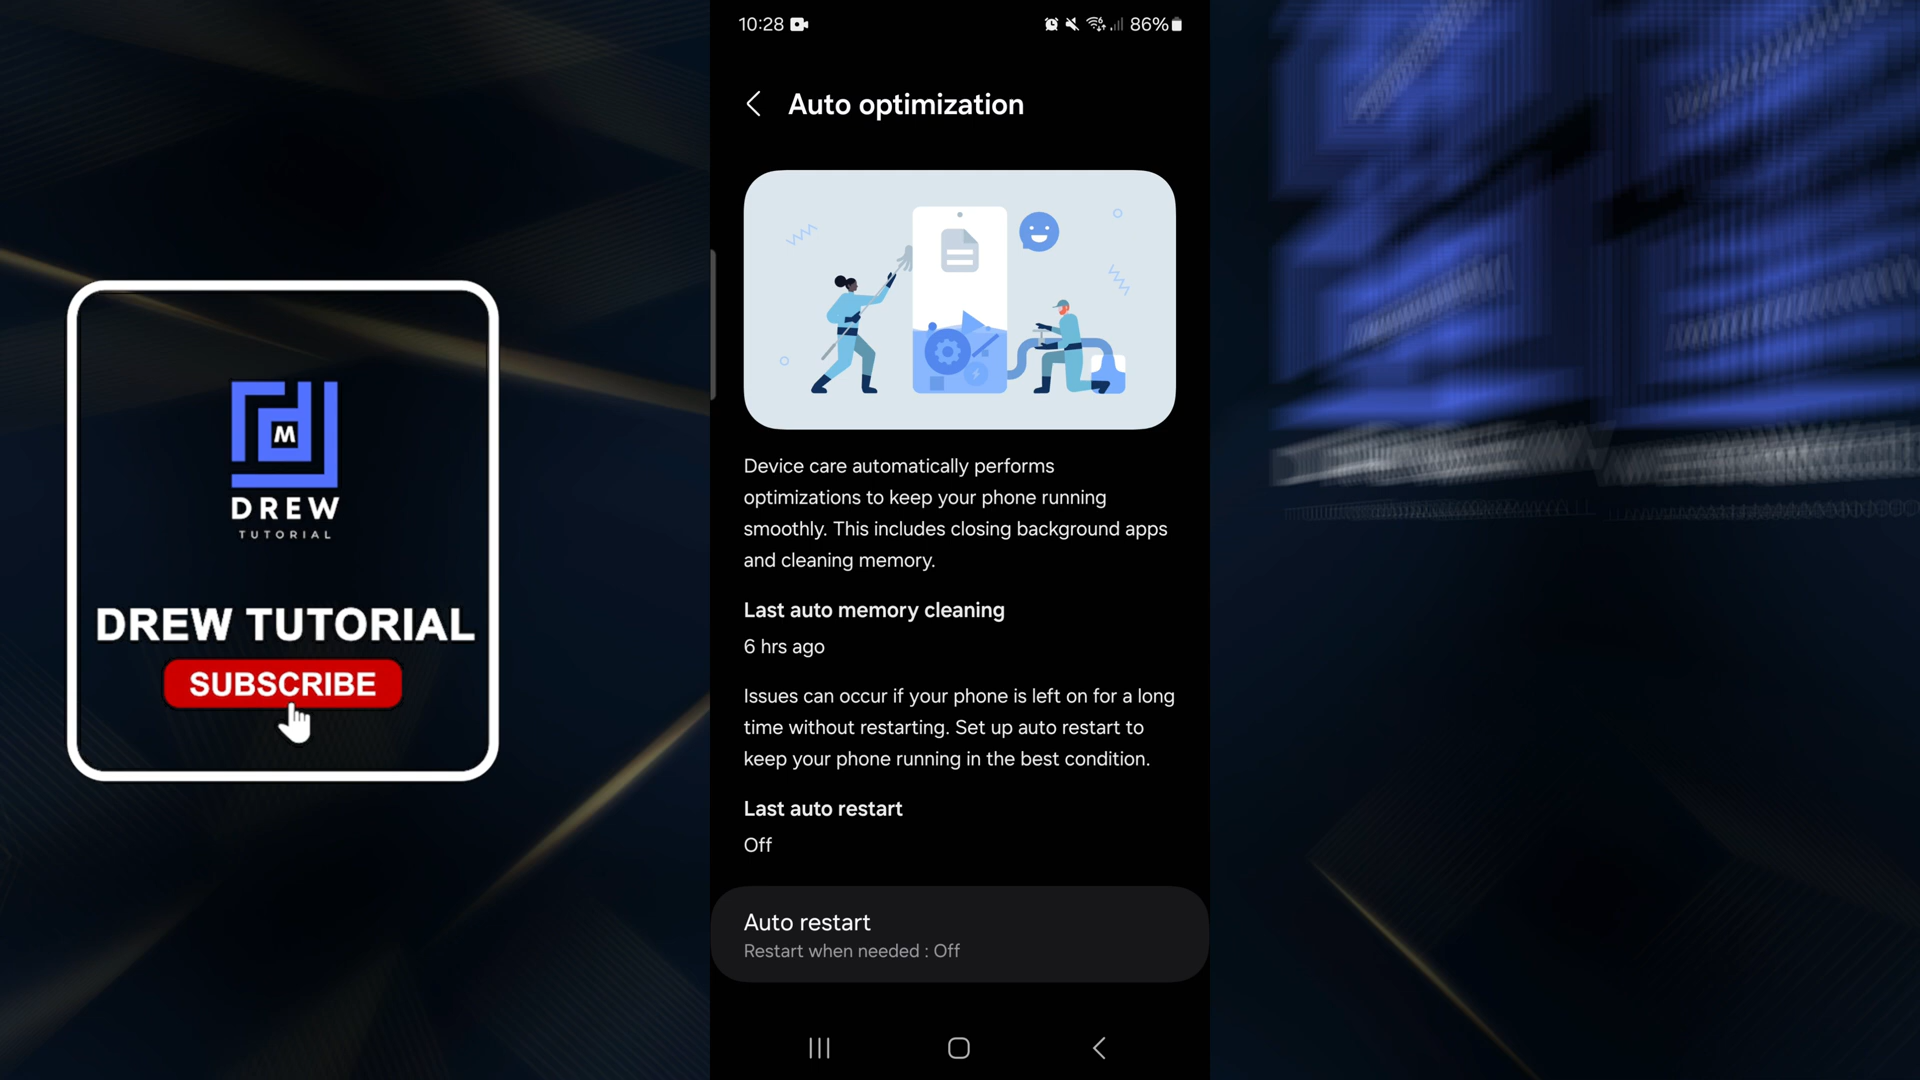 10:28
86%
Auto optimization
M
DREW
TUTORIAL
DREW TUTORIAL
SUBSCRIBE
Device care automatically performs
optimizations to keep your phone running
smoothly. This includes closing background apps
and cleaning memory.
Last auto memory cleaning
6 hrs ago
Issues can occur if your phone is left on for a long
time without restarting. Set up auto restart to
keep your phone running in the best condition.
Last auto restart
Off
Auto restart
Restart when needed : Off